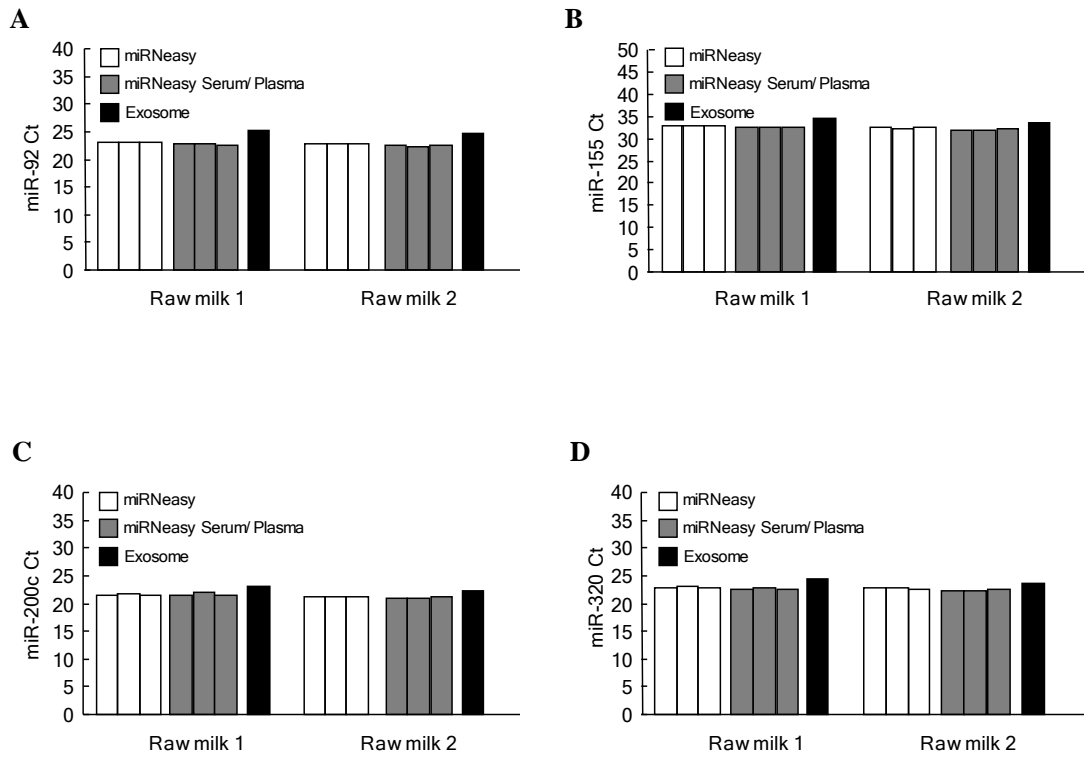 A
miR-92 Ct
40
35
30
25
20
15
10
5
0
miRNeasy
miRNeasy Serum/ Plasma
Exosome
Raw milk 1
Raw milk 2
B
miR-155 Ct
50
45
40
35
30
25
20
15
10
5
0
miRNeasy
miRNeasy Serum/ Plasma
Exosome
Raw milk 1
Raw milk 2
C
miR-200c Ct
40
35
30
25
20
15
10
5
0
miRNeasy
miRNeasy Serum/ Plasma
Exosome
Raw milk 1
Raw milk 2
D
miR-320 Ct
40
35
30
25
20
15
10
5
0
miRNeasy
miRNeasy Serum/ Plasma
Exosome
Raw milk 1
Raw milk 2